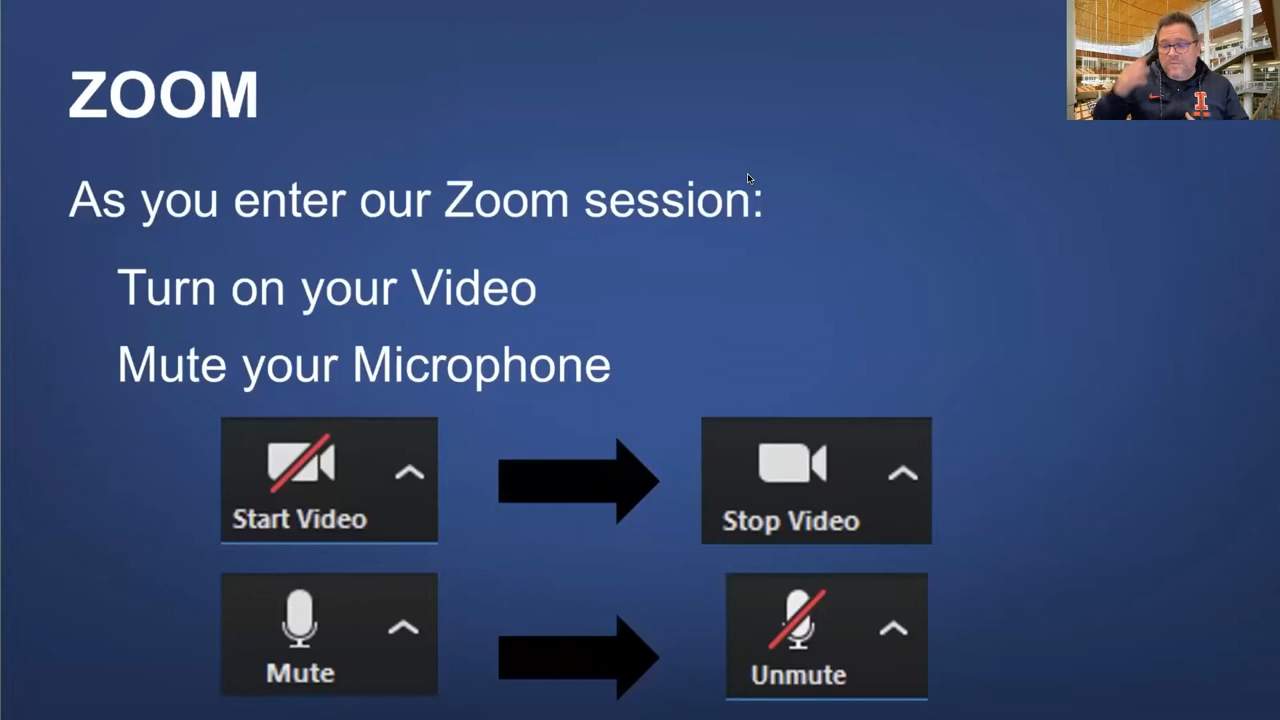 ZOOM
As you enter our Zoom session:
Turn on your Video
Mute your Microphone
Start Video
Stop Video
Mute
Unmute
I